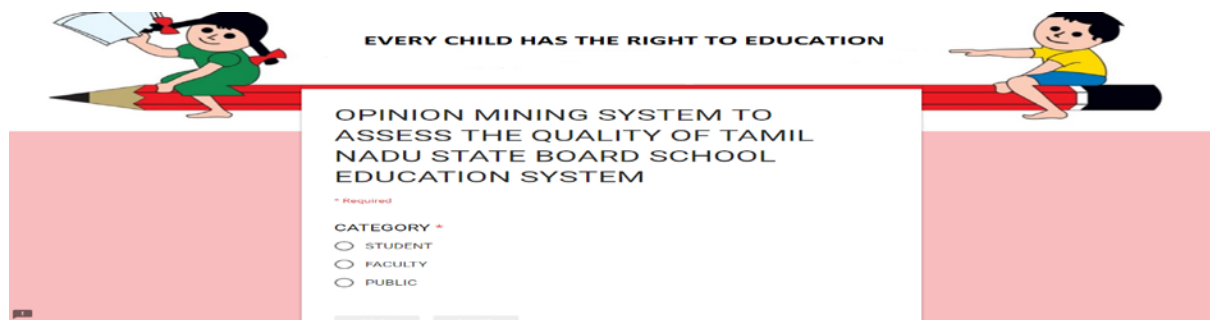 EVERY CHILD HAS THE RIGHT TO EDUCATION
OPINION MINING SYSTEM TO
ASSESS THE QUALITY OF TAMIL
NADU STATE BOARD SCHOOL
EDUCATION SYSTEM
* Required
CATEGORY *
STUDENT
FACULTY
PUBLIC